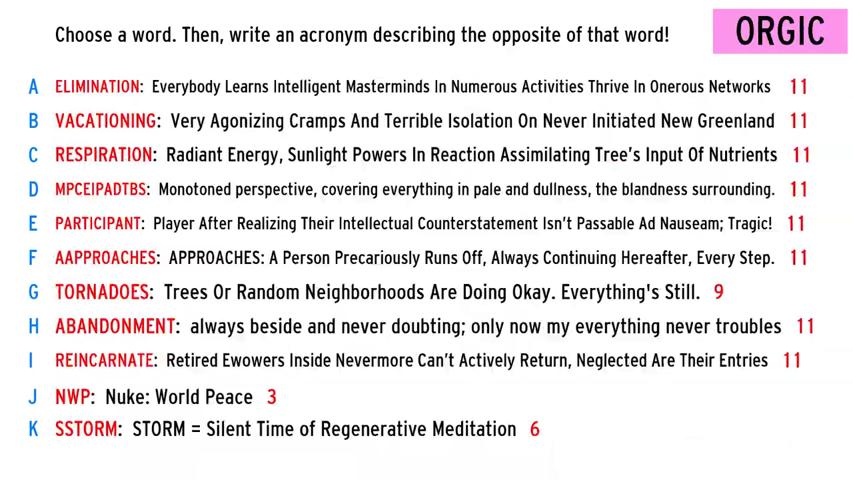 Choose a word. Then, write an acronym describing the opposite of that word!
ORGIC
A ELIMINATION: Everybody Learns Intelligent Masterminds In Numerous Activities Thrive In Onerous Networks 11
B VACATIONING: Very Agonizing Cramps And Terrible Isolation On Never Initiated New Greenland 11
C RESPIRATION: Radiant Energy, Sunlight Powers In Reaction Assimilating Tree's Input Of Nutrients 11
D MPCEIPADTBS: Monotoned perspective, covering everything in pale and dullness, the blandness surrounding. 11
E PARTICIPANT: Player After Realizing Their Intellectual Counterstatement Isn't Passable Ad Nauseam; Tragic! 11
F AAPPROACHES: APPROACHES: A Person Precariously Runs Off, Always Continuing Hereafter, Every Step. 11
G TORNADOES: Trees Or Random Neighborhoods Are Doing Okay. Everything's Still. 9
H ABANDONMENT: always beside and never doubting; only now my everything never troubles 11
I REINCARNATE: Retired Ewowers Inside Nevermore Can't Actively Return, Neglected Are Their Entries 11
J NWP: Nuke: World Peace 3
K SSTORM: STORM = Silent Time of Regenerative Meditation 6